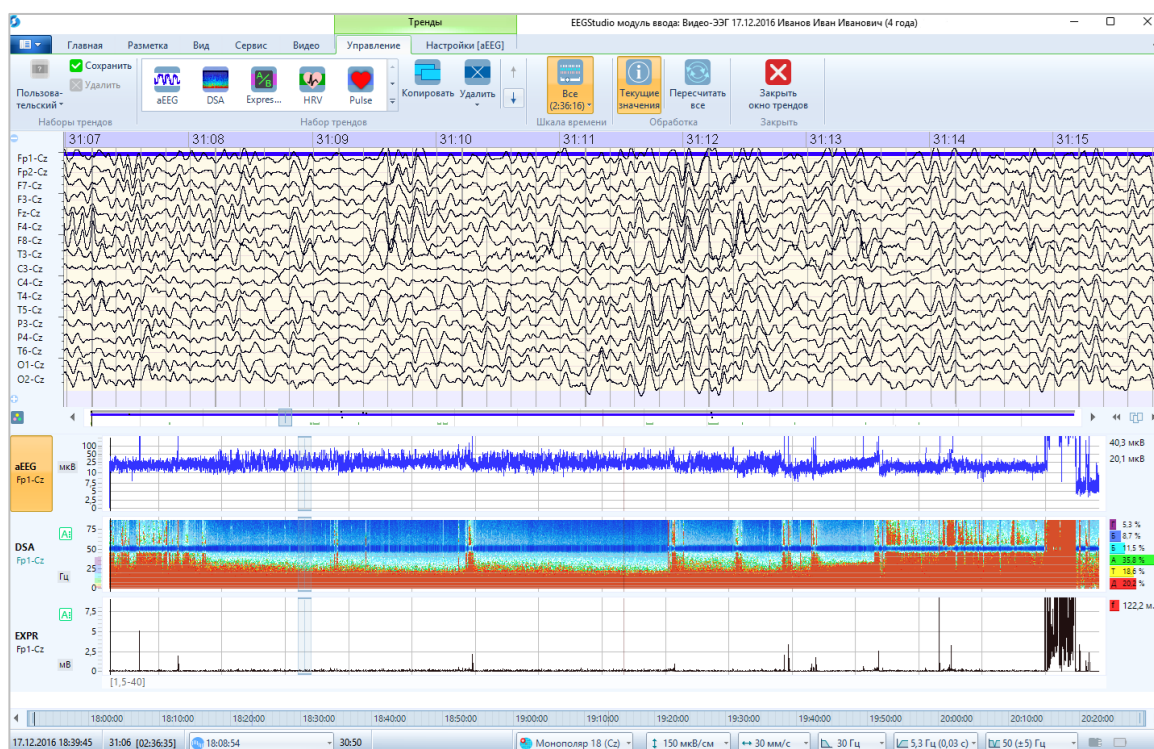 Тренды
EEGStudio модуль ввода: Видео-ЭЭГ 17.12.2016 Иванов Иван Иванович (4 года)
Главная Разметка Вид Сервис Видео Управление Настройки [aEEG]
Пользова-
тельский
Сохранить
Удалить
aEEG DSA Expres... HRV Pulse
Копировать Удалить
Все
(2:36:16)
Текущие
значения
Пересчитать
все
Закрыть
окно трендов
Наборы трендов Набор трендов Шкала времени Обработка Закрыть
31:07 31:08 31:09 31:10 31:11 31:12 31:13 31:14 31:15
Fp1-Cz
Fp2-Cz
F7-Cz
F3-Cz
Fz-Cz
F4-Cz
F8-Cz
T3-Cz
C3-Cz
C4-Cz
T4-Cz
T5-Cz
P3-Cz
P4-Cz
T6-Cz
O1-Cz
O2-Cz
aEEG
Fp1-Cz
мкВ
100
50
25
10
7,5
5
2,5
0
40,3 мкВ
20,1 мкВ
DSA
Fp1-Cz
Гц
75
50
25
0
Г 5,3 %
Б 8,7 %
Б 11,5 %
А 35,8 %
Т 18,6 %
Д 20,2 %
EXPR
Fp1-Cz
мВ
7,5
5
2,5
0
122,2 м
[1,5-40]
18:00:00 18:10:00 18:20:00 18:30:00 18:40:00 18:50:00 19:00:00 19:10:00 19:20:00 19:30:00 19:40:00 19:50:00 20:00:00 20:10:00 20:20:00
17.12.2016 18:39:45 31:06 [02:36:35] 18:08:54 30:50 Монополяр 18 (Cz) 150 мкВ/см 30 мм/с 30 Гц 5,3 Гц (0,03 с) 50 (±5) Гц